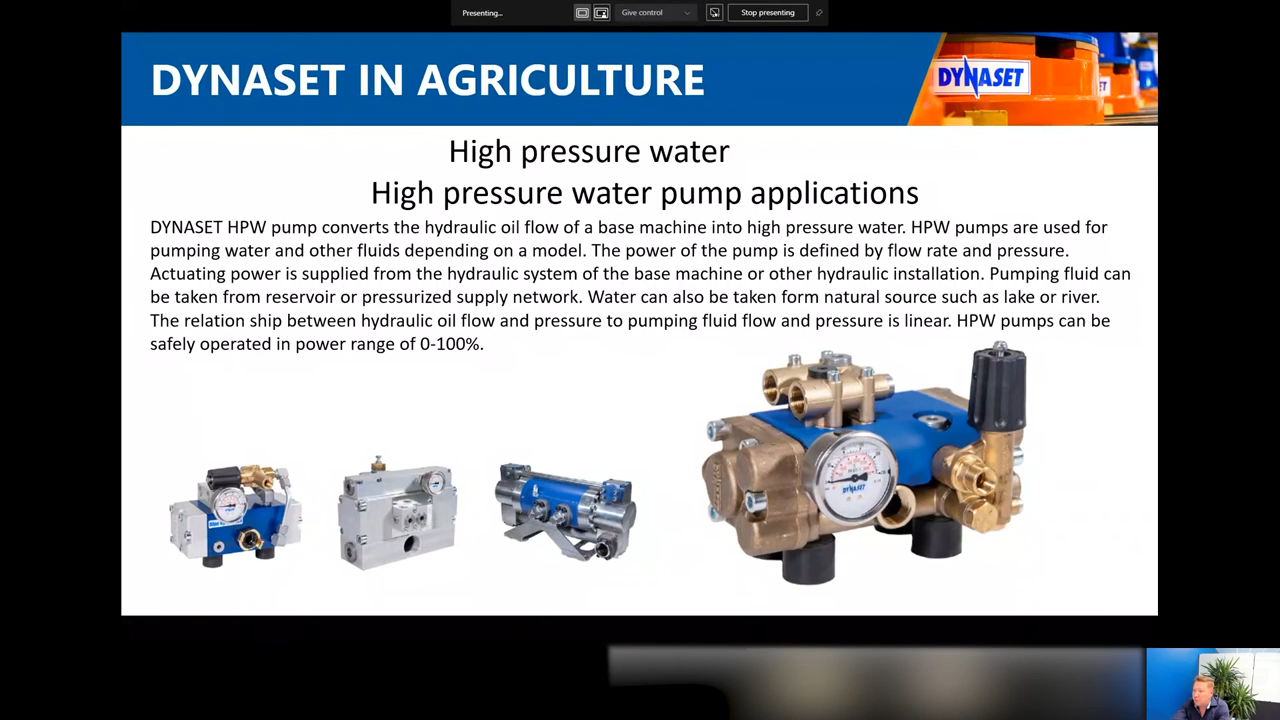 Presenting...
Give control
Stop presenting
DYNASET IN AGRICULTURE
DYNASET
High pressure water
High pressure water pump applications
DYNASET HPW pump converts the hydraulic oil flow of a base machine into high pressure water. HPW pumps are used for
pumping water and other fluids depending on a model. The power of the pump is defined by flow rate and pressure.
Actuating power is supplied from the hydraulic system of the base machine or other hydraulic installation. Pumping fluid can
be taken from reservoir or pressurized supply network. Water can also be taken form natural source such as lake or river.
The relation ship between hydraulic oil flow and pressure to pumping fluid flow and pressure is linear. HPW pumps can be
safely operated in power range of 0-100%.
DYNASET